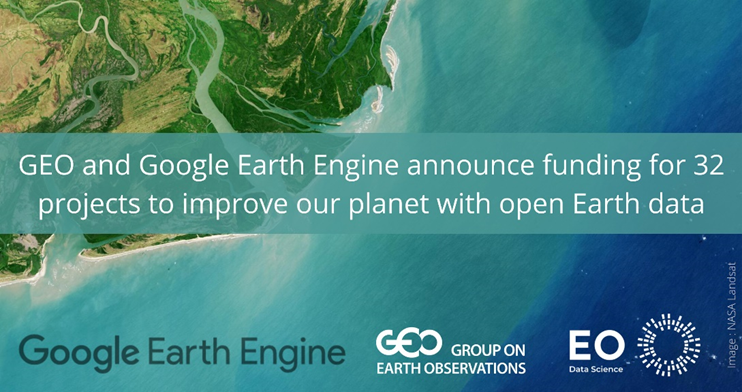 GEO and Google Earth Engine announce funding for 32
projects to improve our planet with open Earth data
Image : NASA Landsat
Google Earth Engine
GEO GROUP ON
EARTH OBSERVATIONS
EO
Data Science